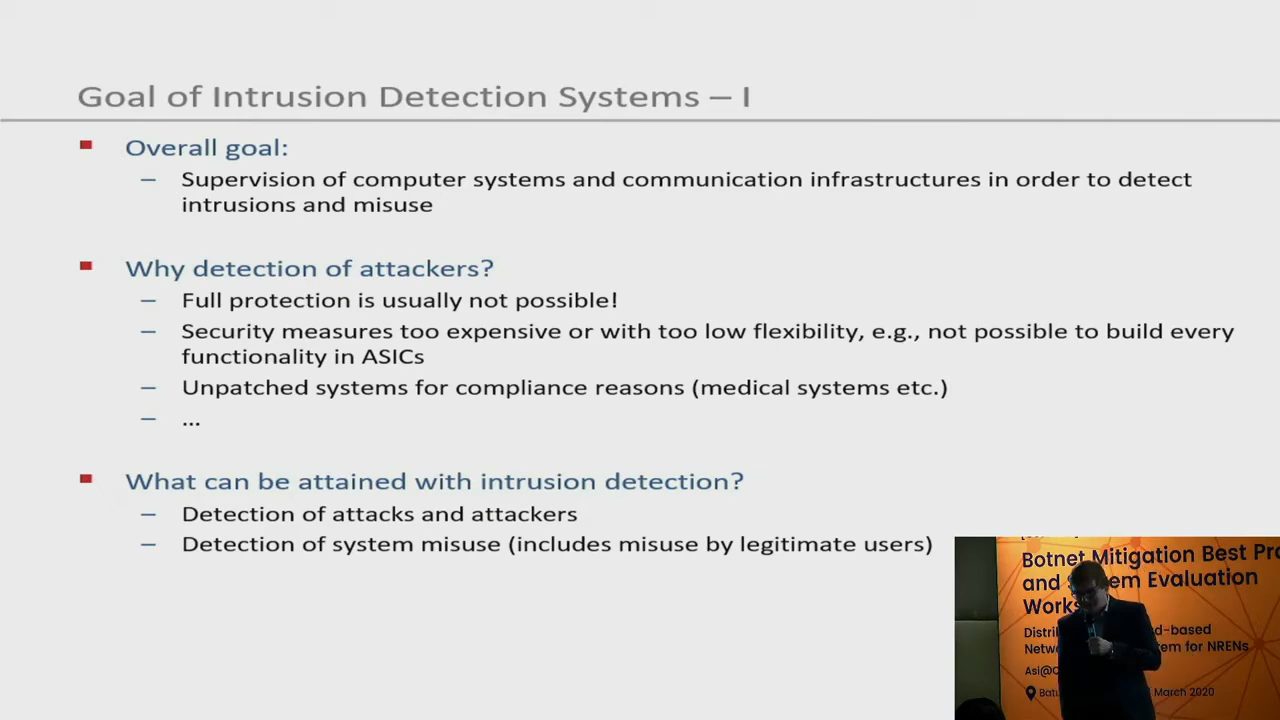 Goal of Intrusion Detection Systems – I
Overall goal:
– Supervision of computer systems and communication infrastructures in order to detect
intrusions and misuse
Why detection of attackers?
– Full protection is usually not possible!
– Security measures too expensive or with too low flexibility, e.g., not possible to build every
functionality in ASICs
– Unpatched systems for compliance reasons (medical systems etc.)
– ...
What can be attained with intrusion detection?
– Detection of attacks and attackers
– Detection of system misuse (includes misuse by legitimate users)
Botnet Mitigation Best
and Evaluation
for NRENs
March 2020